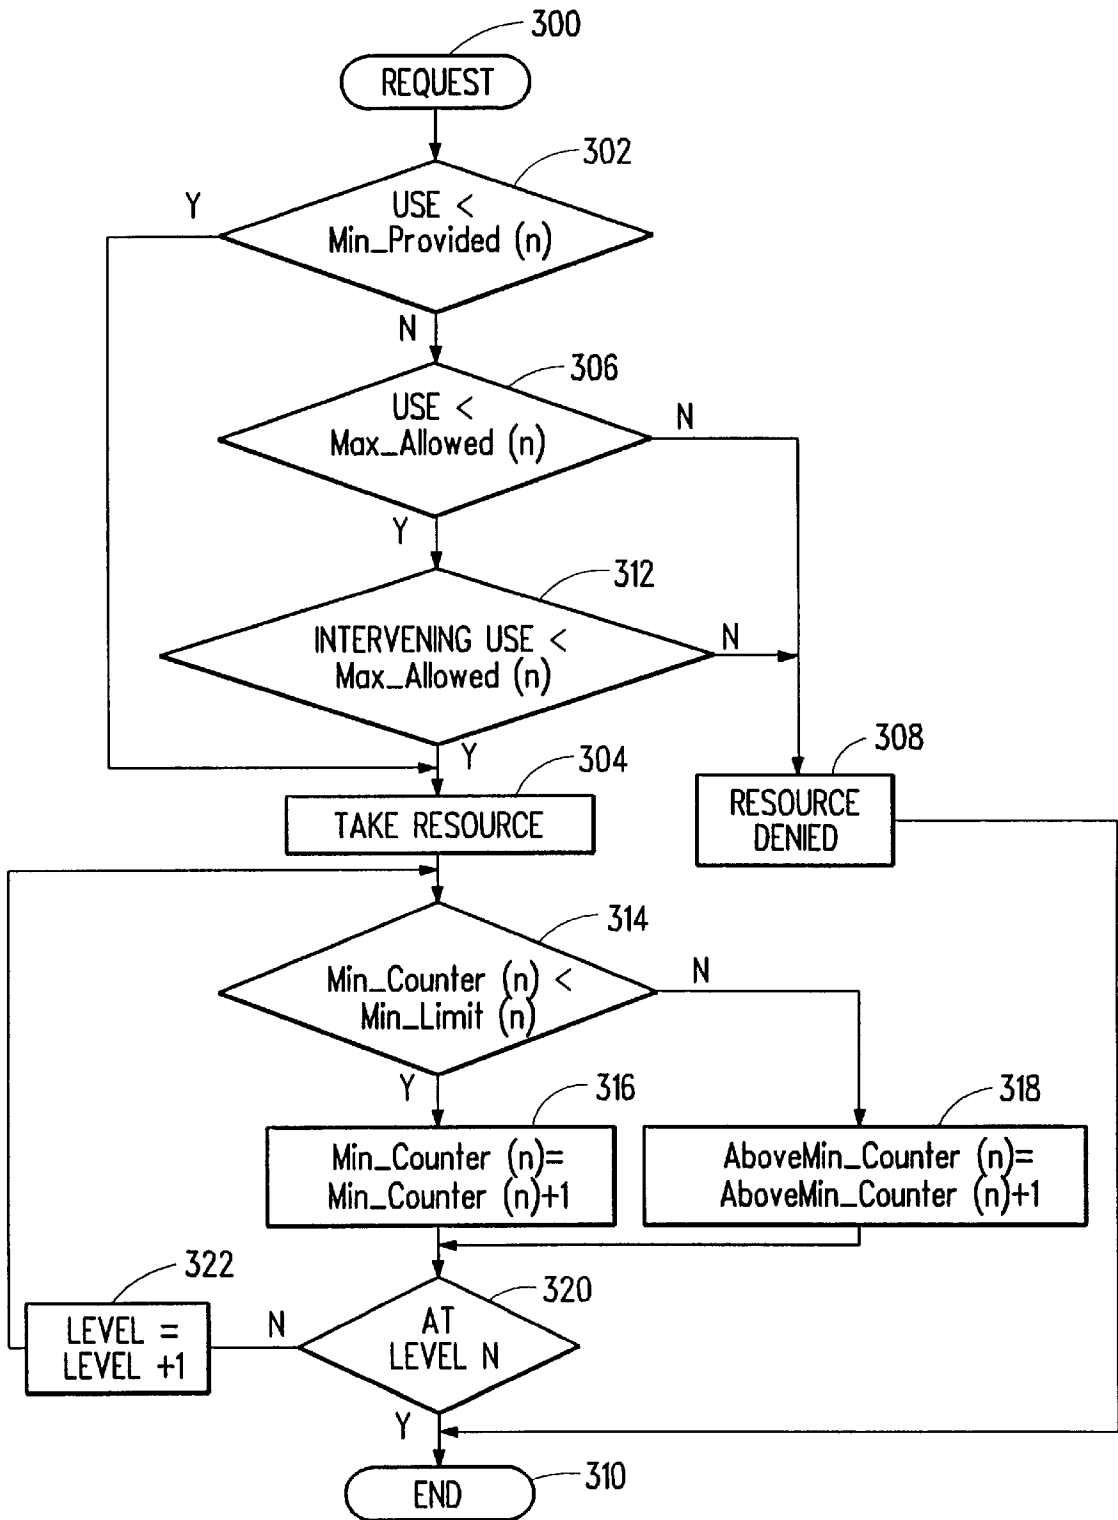 300
REQUEST
302
Y
USE <
Min_Provided (n)
N
306
USE <
Max_Allowed (n)
N
Y
312
INTERVENING USE <
Max_Allowed (n)
N
Y
304
308
TAKE RESOURCE
RESOURCE
DENIED
314
Min_Counter (n) <
Min_Limit (n)
N
Y
316
318
Min_Counter (n)=
Min_Counter (n)+1
AboveMin_Counter (n)=
AboveMin_Counter (n)+1
322
320
LEVEL =
LEVEL +1
N
AT
LEVEL N
Y
END
310